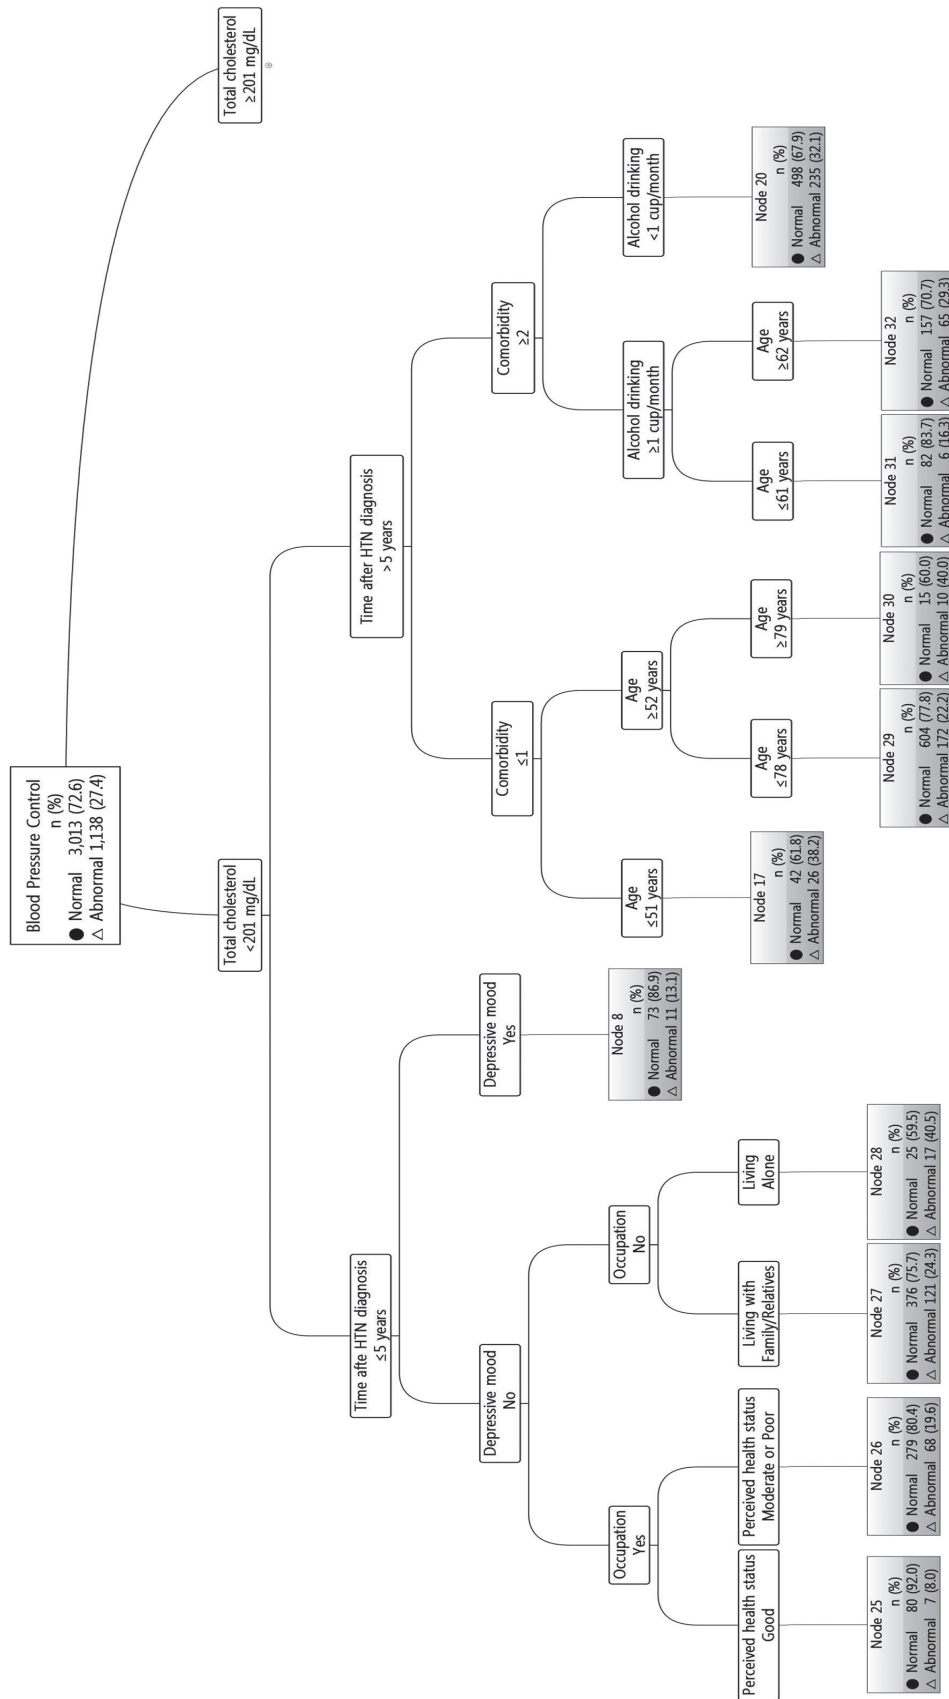 Blood Pressure Control
n (%)
● Normal 3,013 (72.6)
△ Abnormal 1,138 (27.4)
Total cholesterol
<201 mg/dL
Total cholesterol
≥201 mg/dL
Time afte HTN diagnosis
≤5 years
Time after HTN diagnosis
>5 years
Depressive mood
No
Depressive mood
Yes
Comorbidity
≤1
Comorbidity
≥2
Occupation
Yes
Occupation
No
Node 8
n (%)
● Normal 73 (86.9)
△ Abnormal 11 (13.1)
Age
≤51 years
Age
≥52 years
Alcohol drinking
≥1 cup/month
Alcohol drinking
<1 cup/month
Perceived health status
Good
Perceived health status
Moderate or Poor
Living with
Family/Relatives
Living
Alone
Node 17
n (%)
● Normal 42 (61.8)
△ Abnormal 26 (38.2)
Age
≤78 years
Age
≥79 years
Age
≤61 years
Age
≥62 years
Node 20
n (%)
● Normal 498 (67.9)
△ Abnormal 235 (32.1)
Node 25
n (%)
● Normal 80 (92.0)
△ Abnormal 7 (8.0)
Node 26
n (%)
● Normal 279 (80.4)
△ Abnormal 68 (19.6)
Node 27
n (%)
● Normal 376 (75.7)
△ Abnormal 121 (24.3)
Node 28
n (%)
● Normal 25 (59.5)
△ Abnormal 17 (40.5)
Node 29
n (%)
● Normal 604 (77.8)
△ Abnormal 172 (22.2)
Node 30
n (%)
● Normal 15 (60.0)
△ Abnormal 10 (40.0)
Node 31
n (%)
● Normal 82 (83.7)
△ Abnormal 6 (16.3)
Node 32
n (%)
● Normal 157 (70.7)
△ Abnormal 65 (29.3)